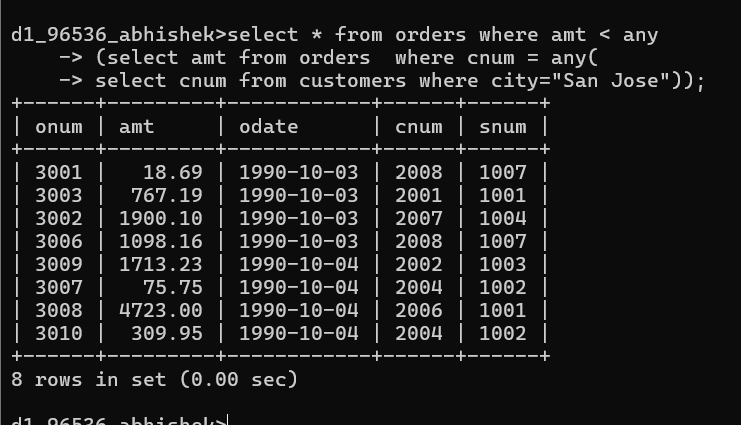 d1_96536_abhishek>select * from orders where amt < any
    -> (select amt from orders  where cnum = any(
    -> select cnum from customers where city="San Jose"));
+------+---------+------------+------+------+
| onum | amt     | odate      | cnum | snum |
+------+---------+------------+------+------+
| 3001 |   18.69 | 1990-10-03 | 2008 | 1007 |
| 3003 |  767.19 | 1990-10-03 | 2001 | 1001 |
| 3002 | 1900.10 | 1990-10-03 | 2007 | 1004 |
| 3006 | 1098.16 | 1990-10-03 | 2008 | 1007 |
| 3009 | 1713.23 | 1990-10-04 | 2002 | 1003 |
| 3007 |   75.75 | 1990-10-04 | 2004 | 1002 |
| 3008 | 4723.00 | 1990-10-04 | 2006 | 1001 |
| 3010 |  309.95 | 1990-10-04 | 2004 | 1002 |
+------+---------+------------+------+------+
8 rows in set (0.00 sec)
d1_96536_abhishek>